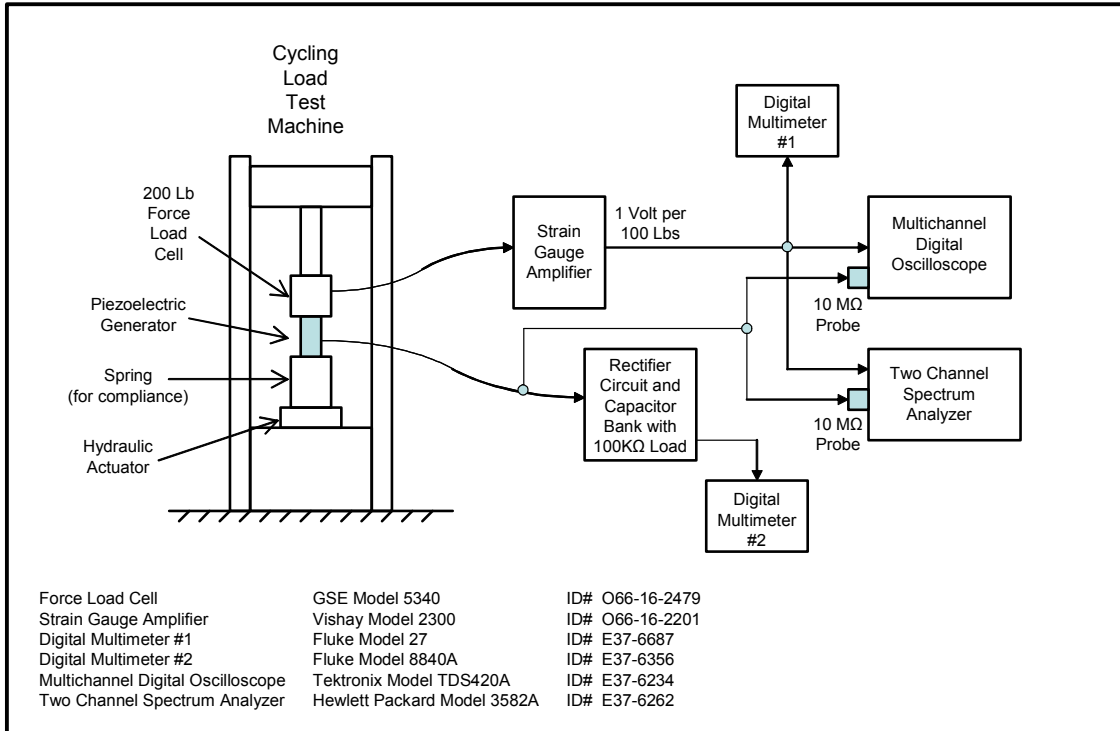 Cycling
Load
Test
Machine
200 Lb
Force
Load
Cell
Piezoelectric
Generator
Spring
(for compliance)
Hydraulic
Actuator
Strain
Gauge
Amplifier
1 Volt per
100 Lbs
Digital
Multimeter
#1
Multichannel
Digital
Oscilloscope
10 MΩ
Probe
Rectifier
Circuit and
Capacitor
Bank with
100KΩ Load
Two Channel
Spectrum
Analyzer
10 MΩ
Probe
Digital
Multimeter
#2
Force Load Cell GSE Model 5340 ID# O66-16-2479
Strain Gauge Amplifier Vishay Model 2300 ID# O66-16-2201
Digital Multimeter #1 Fluke Model 27 ID# E37-6687
Digital Multimeter #2 Fluke Model 8840A ID# E37-6356
Multichannel Digital Oscilloscope Tektronix Model TDS420A ID# E37-6234
Two Channel Spectrum Analyzer Hewlett Packard Model 3582A ID# E37-6262